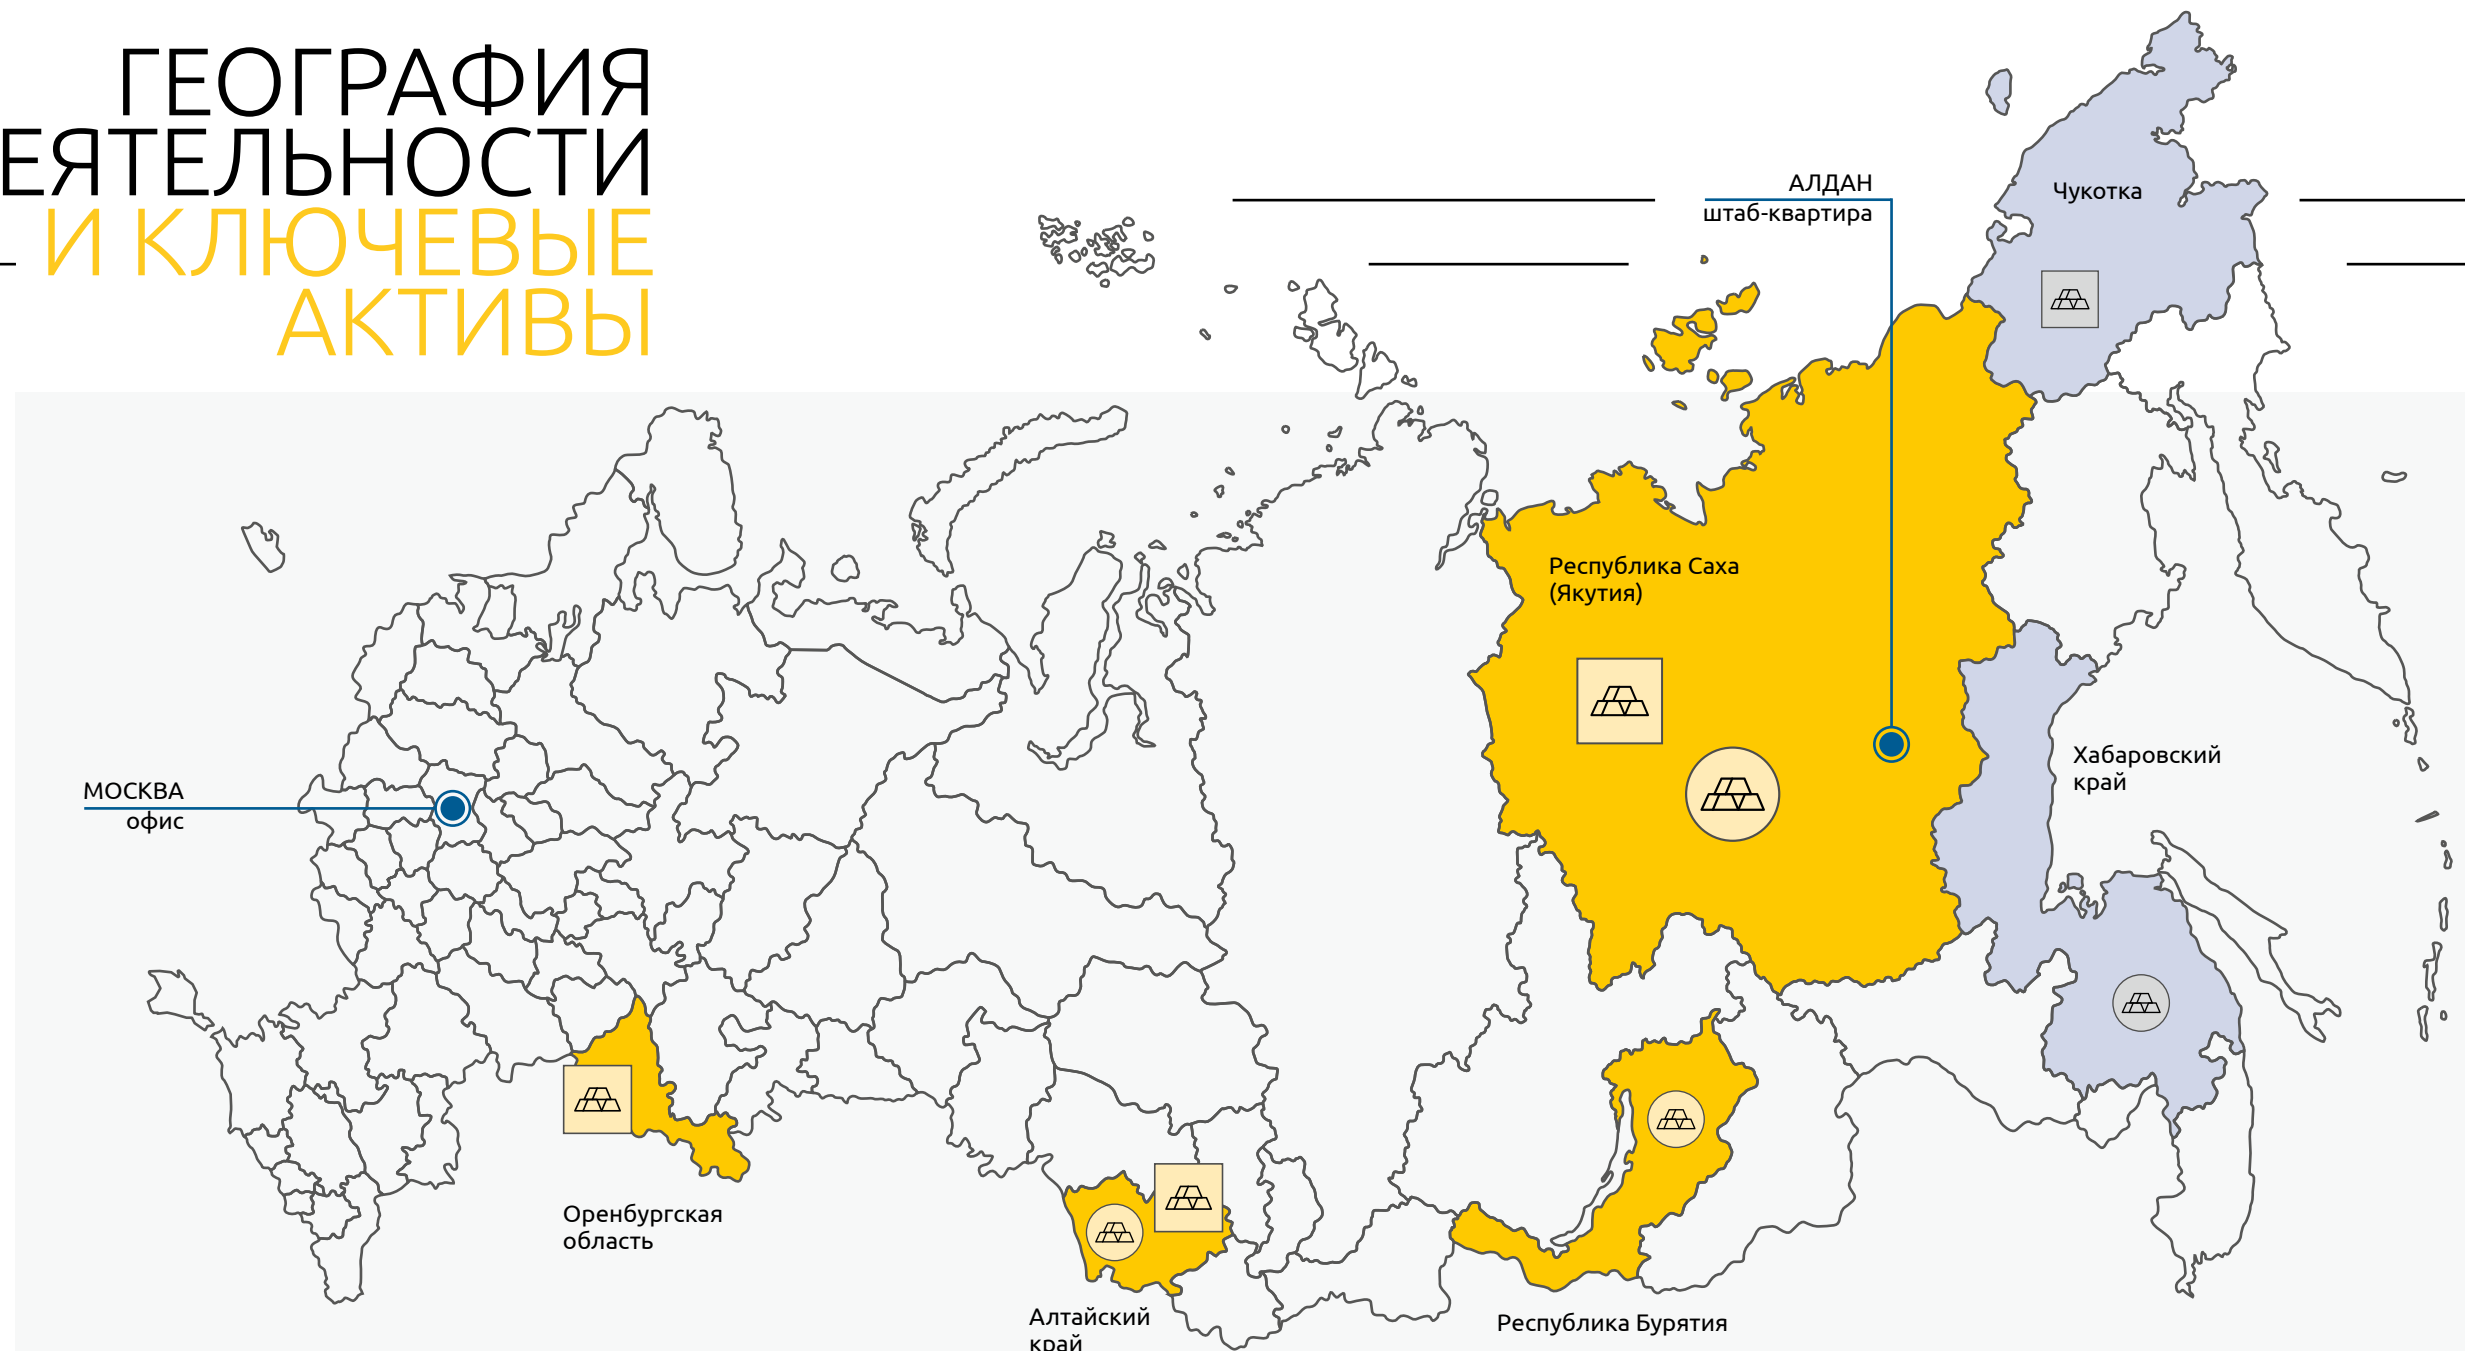 ГЕОГРАФИЯ
ЕЯТЕЛЬНОСТИ
И КЛЮЧЕВЫЕ
АКТИВЫ
АЛДАН
штаб-квартира
Чукотка
Республика Саха
(Якутия)
Хабаровский
край
МОСКВА
офис
Оренбургская
область
Алтайский
край
Республика Бурятия